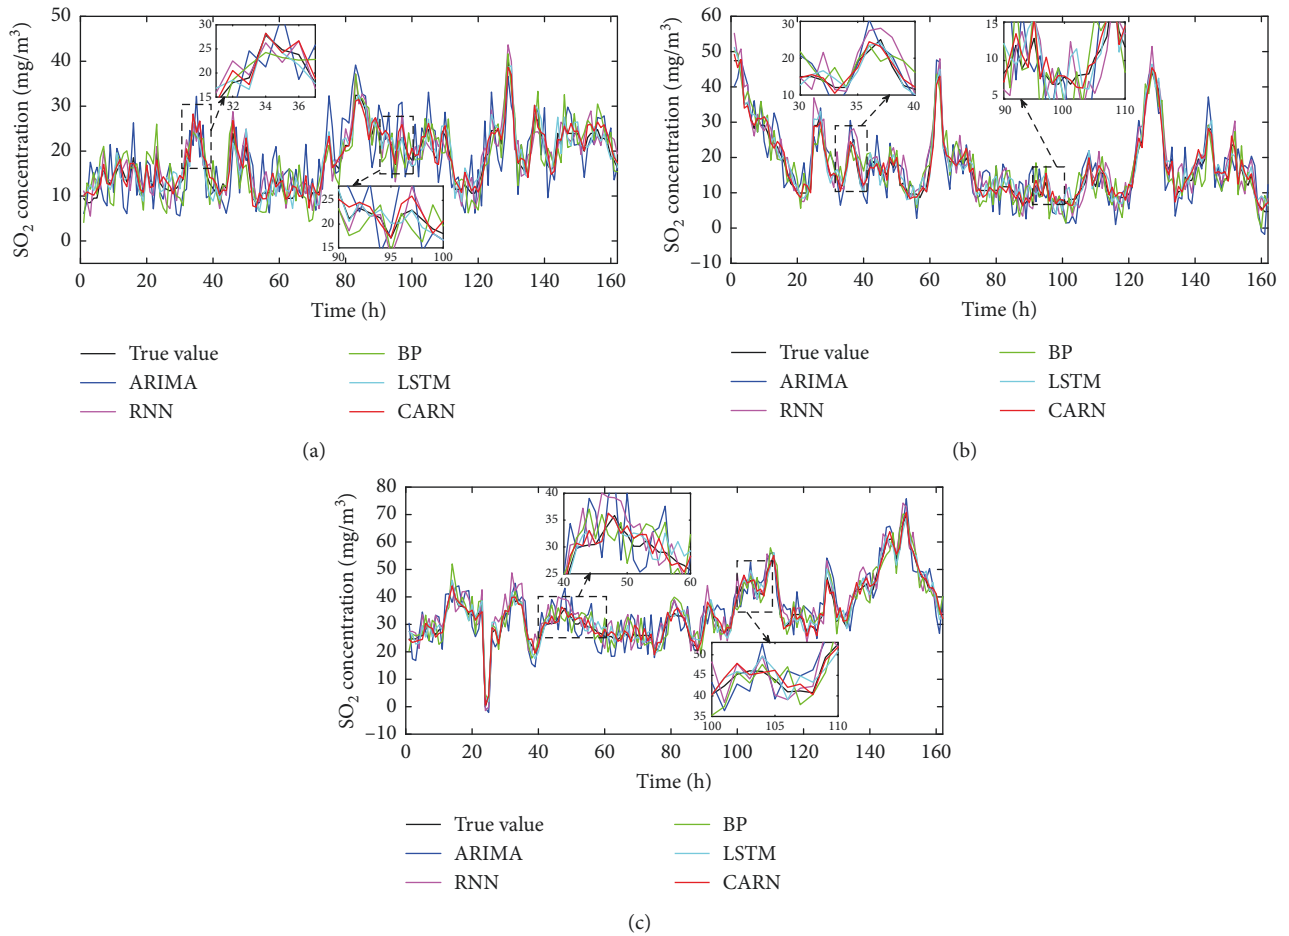 50
40
30
20
10
0
SO2 concentration (mg/m3)
30
25
20
15
32 34 36
25
20
15
90 95 100
0 20 40 60 80 100 120 140 160
Time (h)
True value
ARIMA
RNN
BP
LSTM
CARN
(a)
60
50
40
30
20
10
0
−10
SO2 concentration (mg/m3)
30
20
10
30 35 40
15
10
5
90 95 100 105 110
0 20 40 60 80 100 120 140 160
Time (h)
True value
ARIMA
RNN
BP
LSTM
CARN
(b)
80
70
60
50
40
30
20
10
0
−10
SO2 concentration (mg/m3)
40
35
30
25
40 50 60
50
45
40
35
100 105 110
0 20 40 60 80 100 120 140 160
Time (h)
True value
ARIMA
RNN
BP
LSTM
CARN
(c)